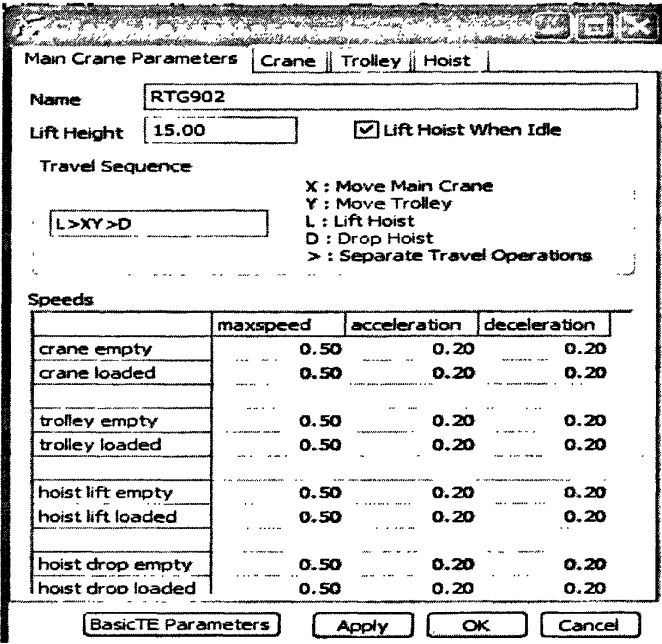 Main Crane Parameters Crane Trolley Hoist
Name RTG902
Lift Height 15.00 Lift Hoist When Idle
Travel Sequence
X : Move Main Crane
Y : Move Trolley
L>XY>D L : Lift Hoist
D : Drop Hoist
> : Separate Travel Operations
Speeds
maxspeed acceleration deceleration
crane empty 0.50 0.20 0.20
crane loaded 0.50 0.20 0.20
trolley empty 0.50 0.20 0.20
trolley loaded 0.50 0.20 0.20
hoist lift empty 0.50 0.20 0.20
hoist lift loaded 0.50 0.20 0.20
hoist drop empty 0.50 0.20 0.20
hoist drop loaded 0.50 0.20 0.20
BasicTE Parameters Apply OK Cancel